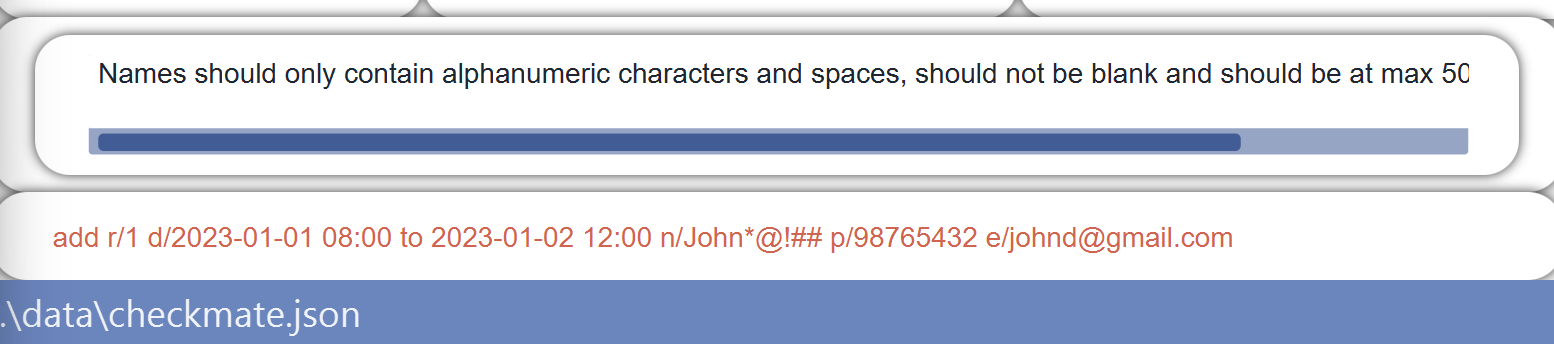 Names should only contain alphanumeric characters and spaces, should not be blank and should be at max 50
add r/1 d/2023-01-01 08:00 to 2023-01-02 12:00 n/John*@!## p/98765432 e/johnd@gmail.com
.\data\checkmate.json